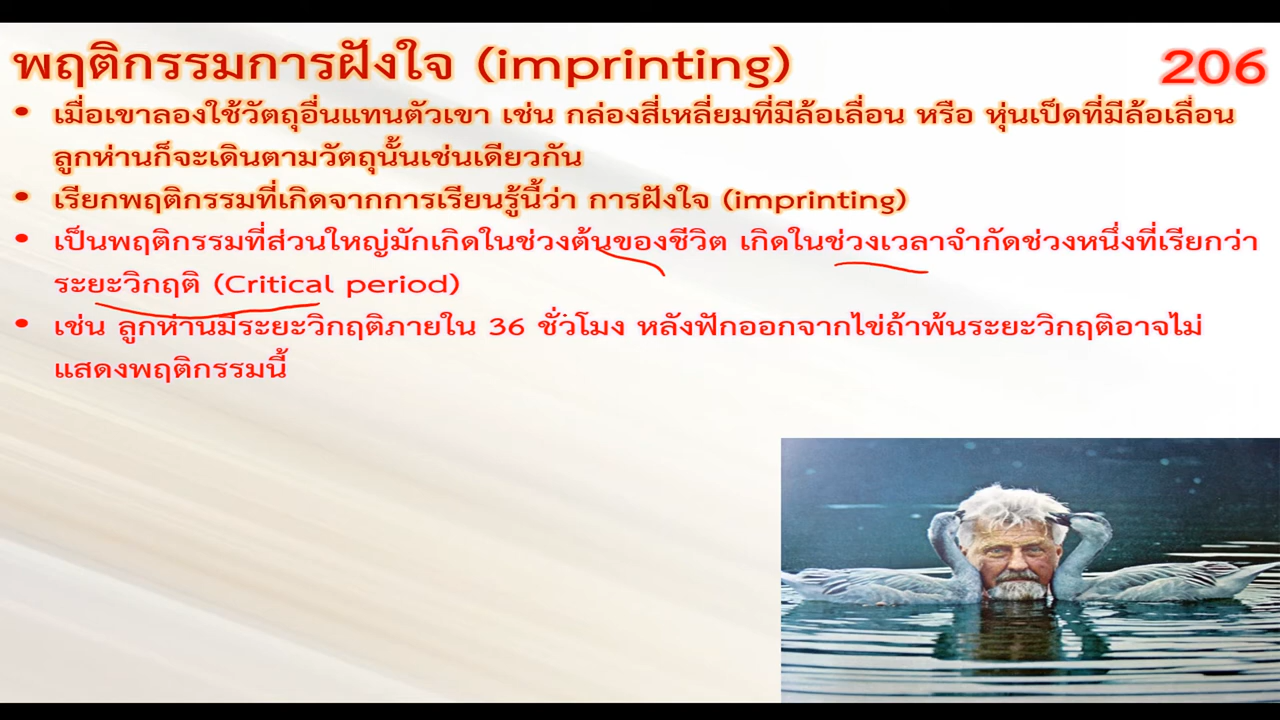 พฤติกรรมการฝังใจ (imprinting)
206
• เมื่อเขาลองใช้วัตถุอื่นแทนตัวเขา เช่น กล่องสี่เหลี่ยมที่มีล้อเลื่อน หรือ หุ่นเป็ดที่มีล้อเลื่อน
ลูกห่านก็จะเดินตามวัตถุนั้นเช่นเดียวกัน
• เรียกพฤติกรรมที่เกิดจากการเรียนรู้นี้ว่า การฝังใจ (imprinting)
• เป็นพฤติกรรมที่ส่วนใหญ่มักเกิดในช่วงต้นของชีวิต เกิดในช่วงเวลาจำกัดช่วงหนึ่งที่เรียกว่า
ระยะวิกฤติ (Critical period)
• เช่น ลูกห่านมีระยะวิกฤติภายใน 36 ชั่วโมง หลังฟักออกจากไข่ถ้าพ้นระยะวิกฤติอาจไม่
แสดงพฤติกรรมนี้